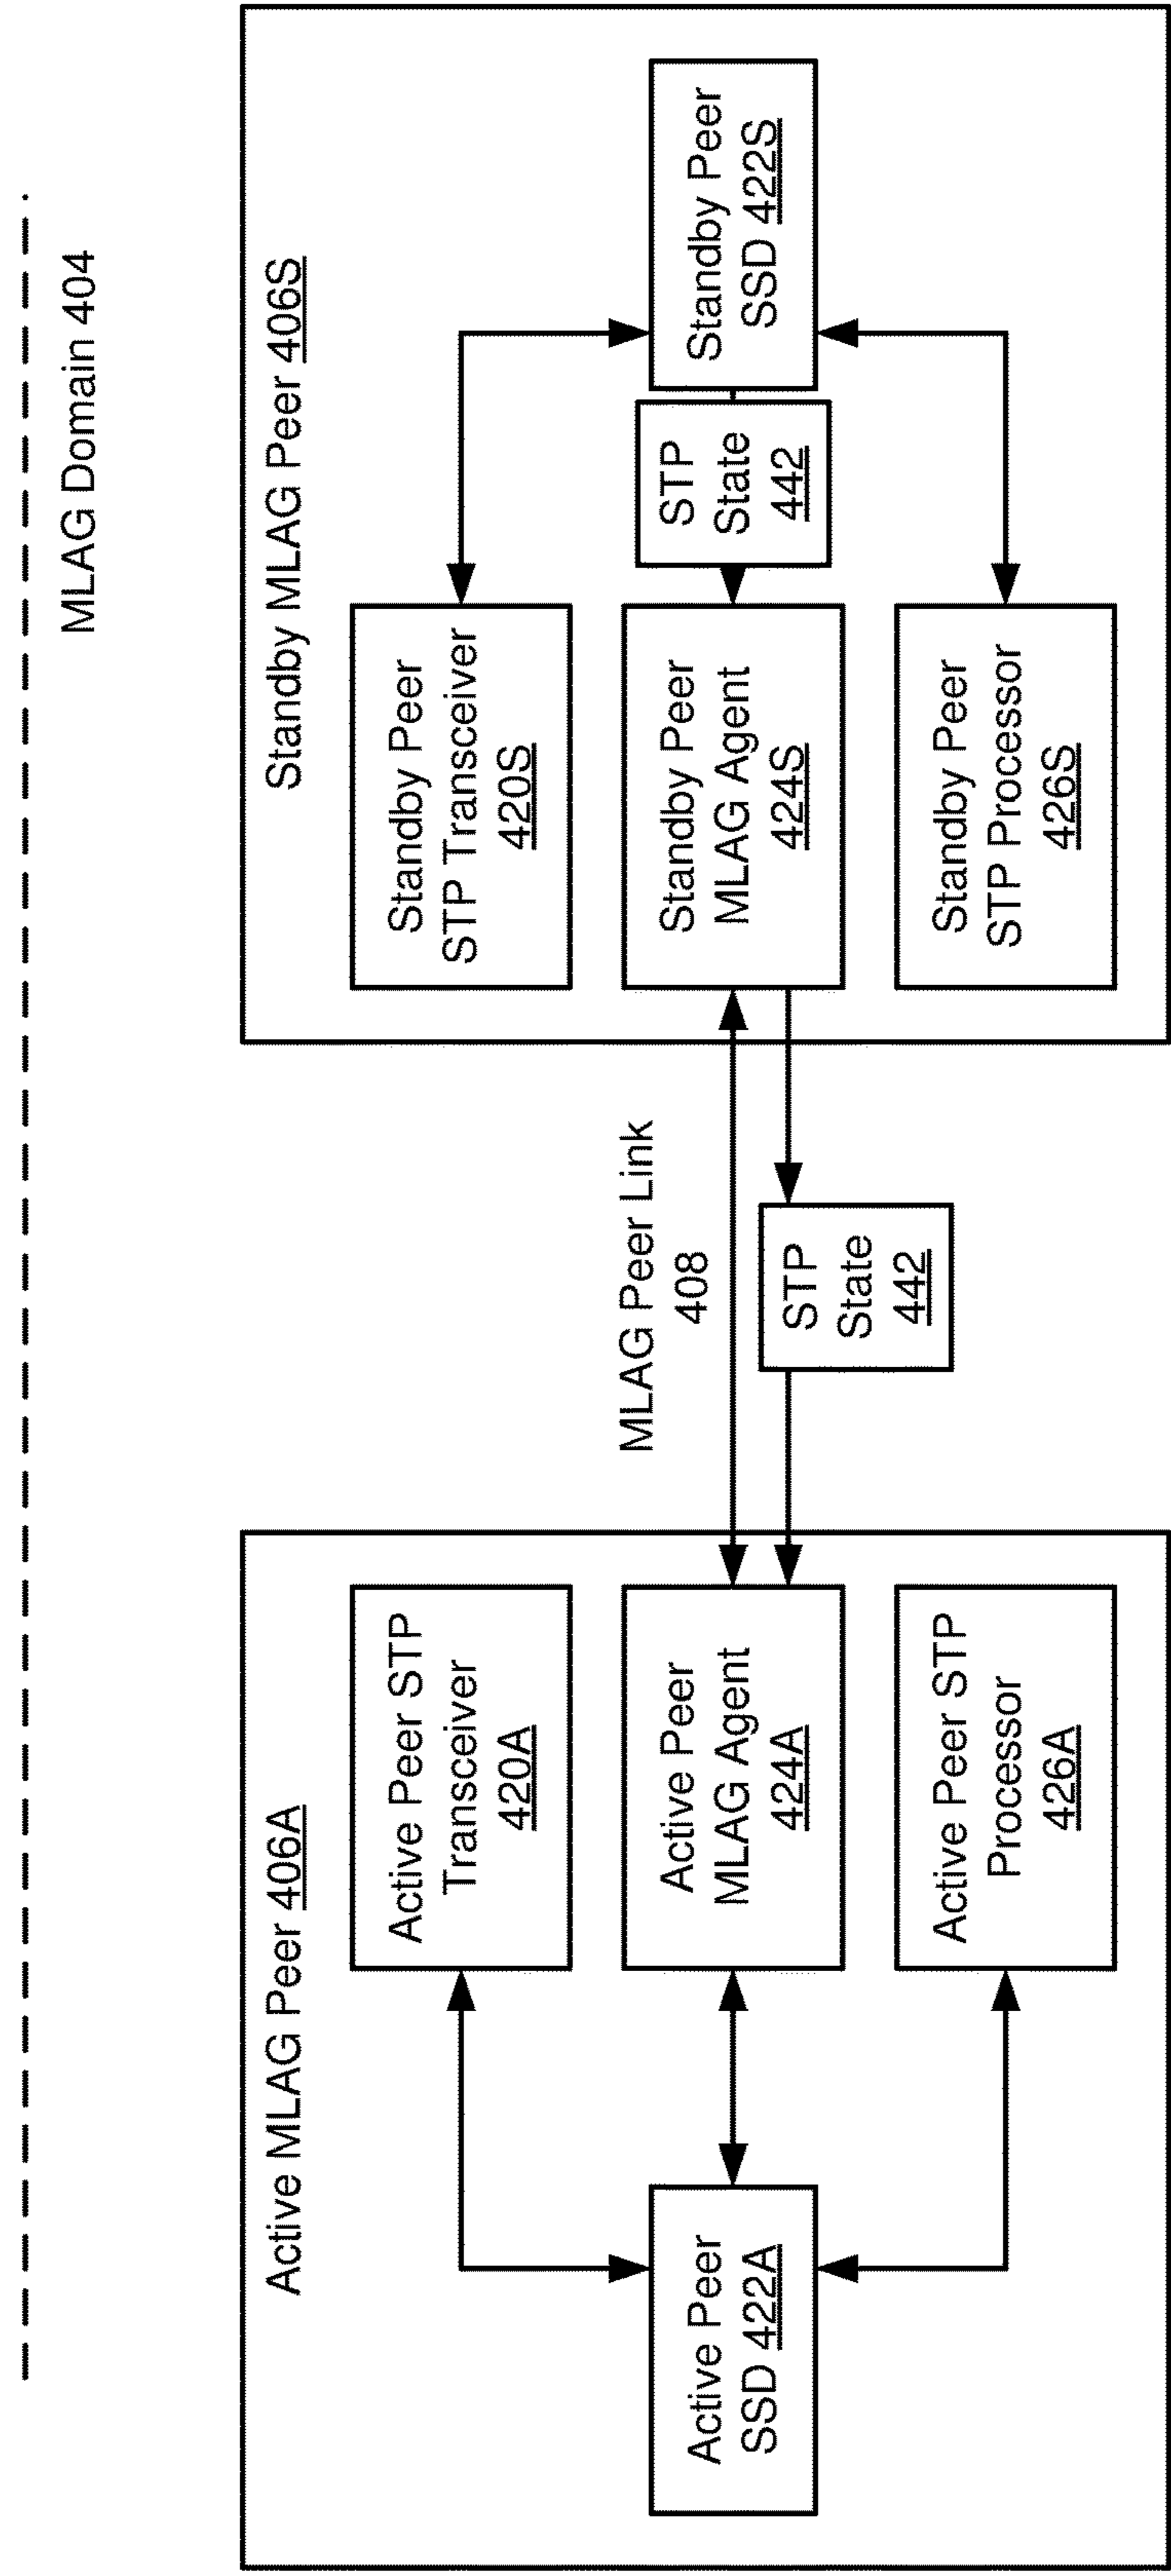 MLAG Domain 404
Active MLAG Peer 406A
Active Peer STP
Transceiver
420A
Active Peer
SSD 422A
Active Peer
MLAG Agent
424A
Active Peer STP
Processor
426A
MLAG Peer Link
408
STP
State
442
Standby MLAG Peer 406S
Standby Peer
STP Transceiver
420S
Standby Peer
MLAG Agent
424S
STP
State
442
Standby Peer
SSD 422S
Standby Peer
STP Processor
426S